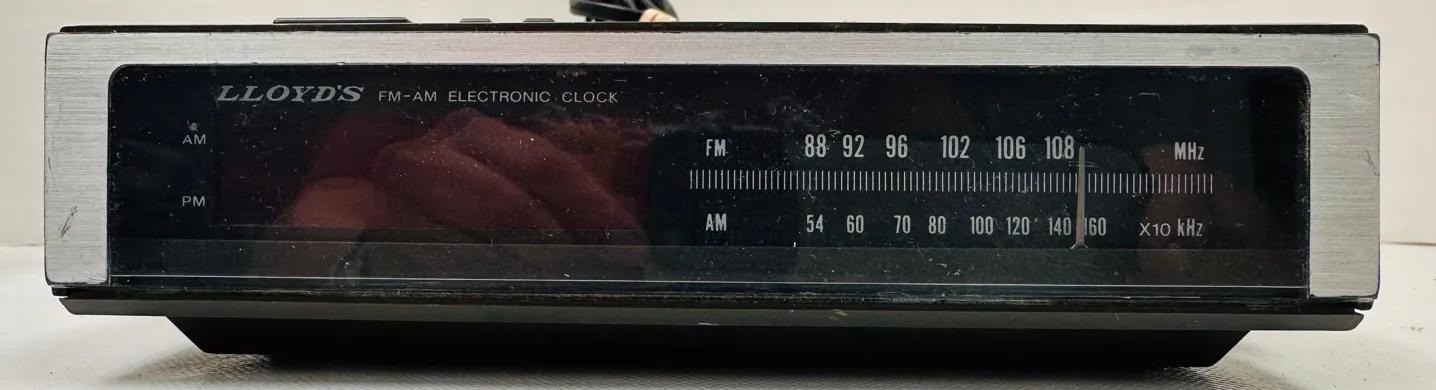 LLOYD'S FM-AM ELECTRONIC CLOCK
AM
PM
FM 88 92 96 102 106 108 MHz
AM 54 60 70 80 100 120 140 160 X10 kHz